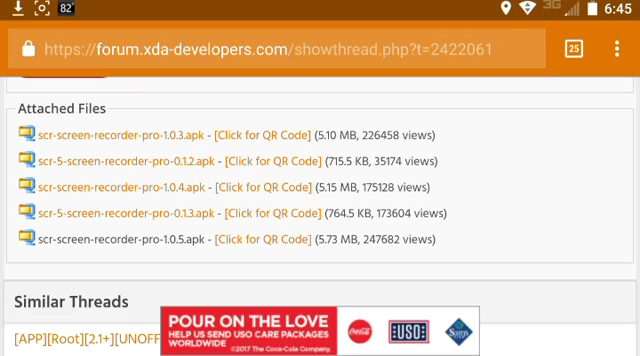 82°
3G
6:45
https://forum.xda-developers.com/showthread.php?t=2422061
25
Attached Files
scr-screen-recorder-pro-1.0.3.apk - [Click for QR Code] (5.10 MB, 226458 views)
scr-5-screen-recorder-pro-0.1.2.apk - [Click for QR Code] (715.5 KB, 35174 views)
scr-screen-recorder-pro-1.0.4.apk - [Click for QR Code] (5.15 MB, 175128 views)
scr-5-screen-recorder-pro-0.1.3.apk - [Click for QR Code] (764.5 KB, 173604 views)
scr-screen-recorder-pro-1.0.5.apk - [Click for QR Code] (5.73 MB, 247682 views)
Similar Threads
[APP][Root][2.1+][UNOFF
POUR ON THE LOVE
HELP US SEND USO CARE PACKAGES
WORLDWIDE
©2017 The Coca-Cola Company.
Coca-Cola
USO